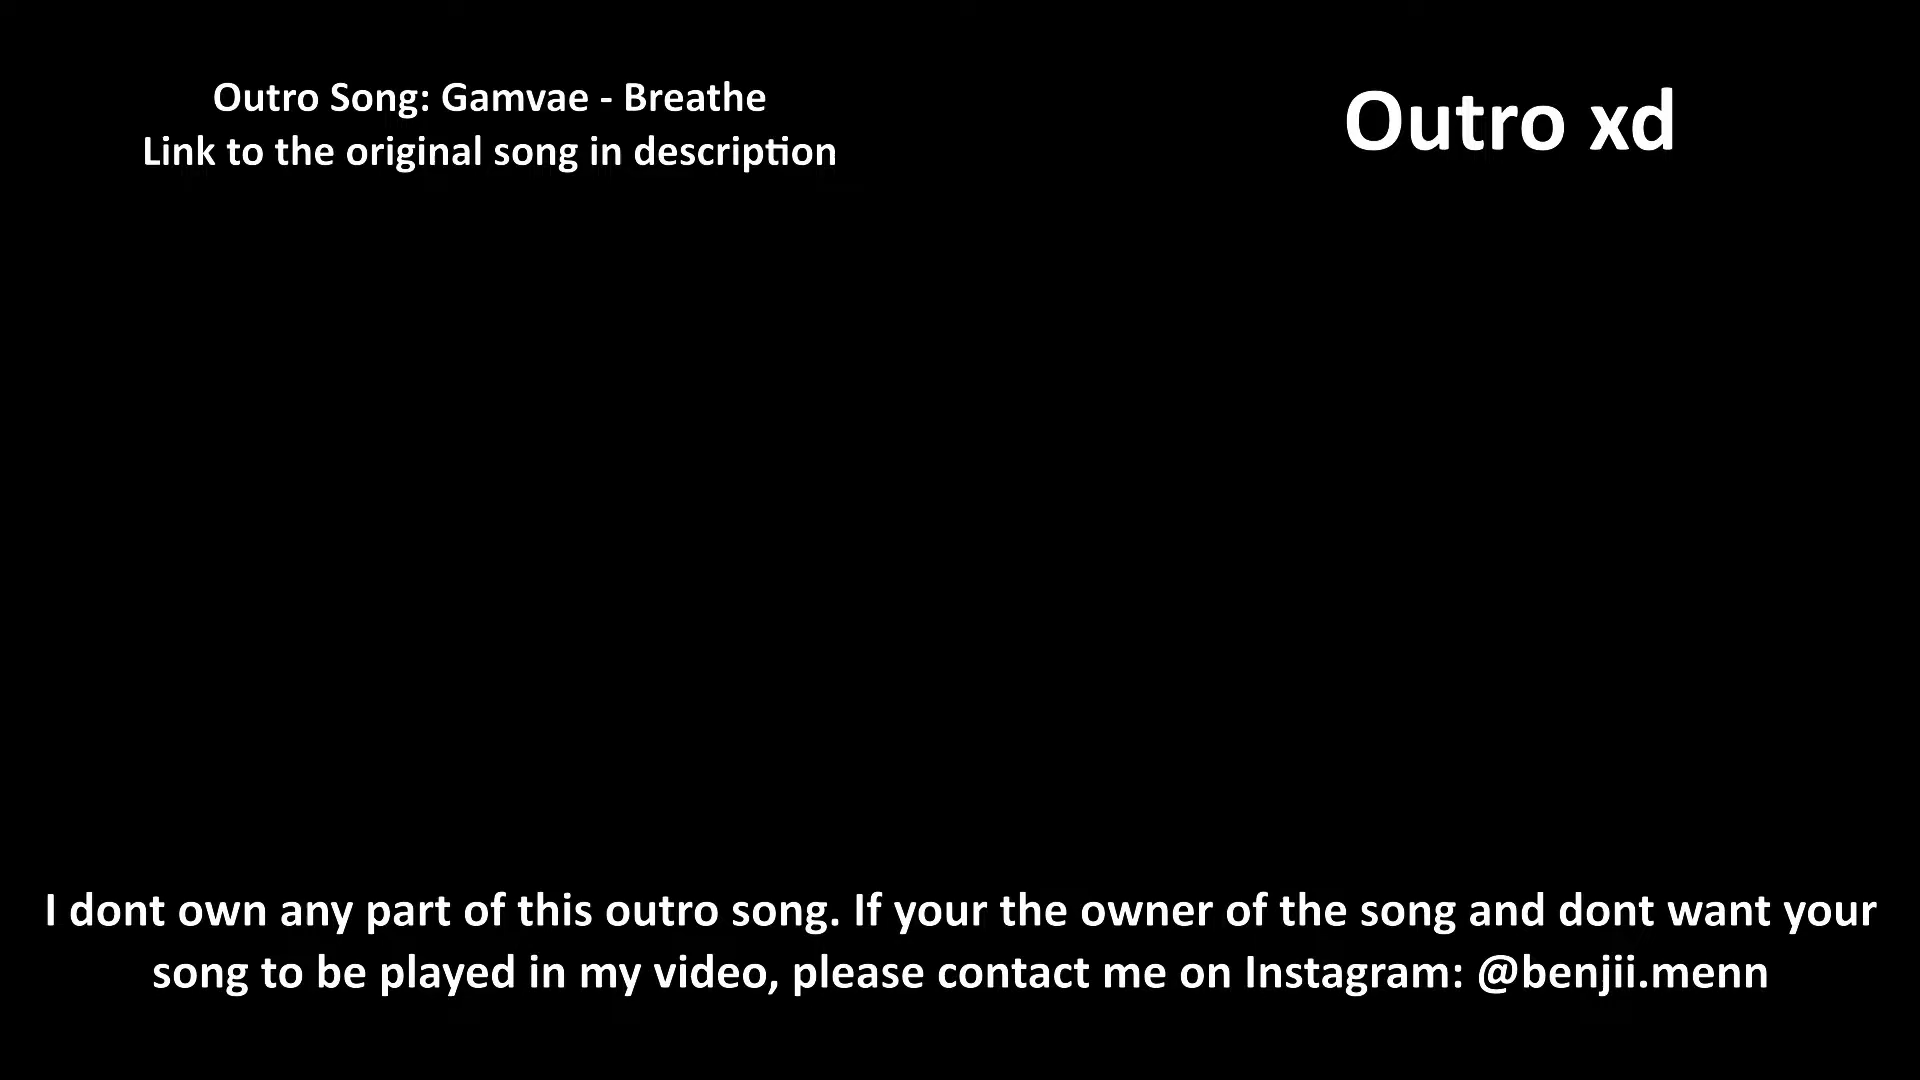 Outro Song: Gamvae - Breathe
Link to the original song in description
Outro xd
I dont own any part of this outro song. If your the owner of the song and dont want your
song to be played in my video, please contact me on Instagram: @benjii.menn